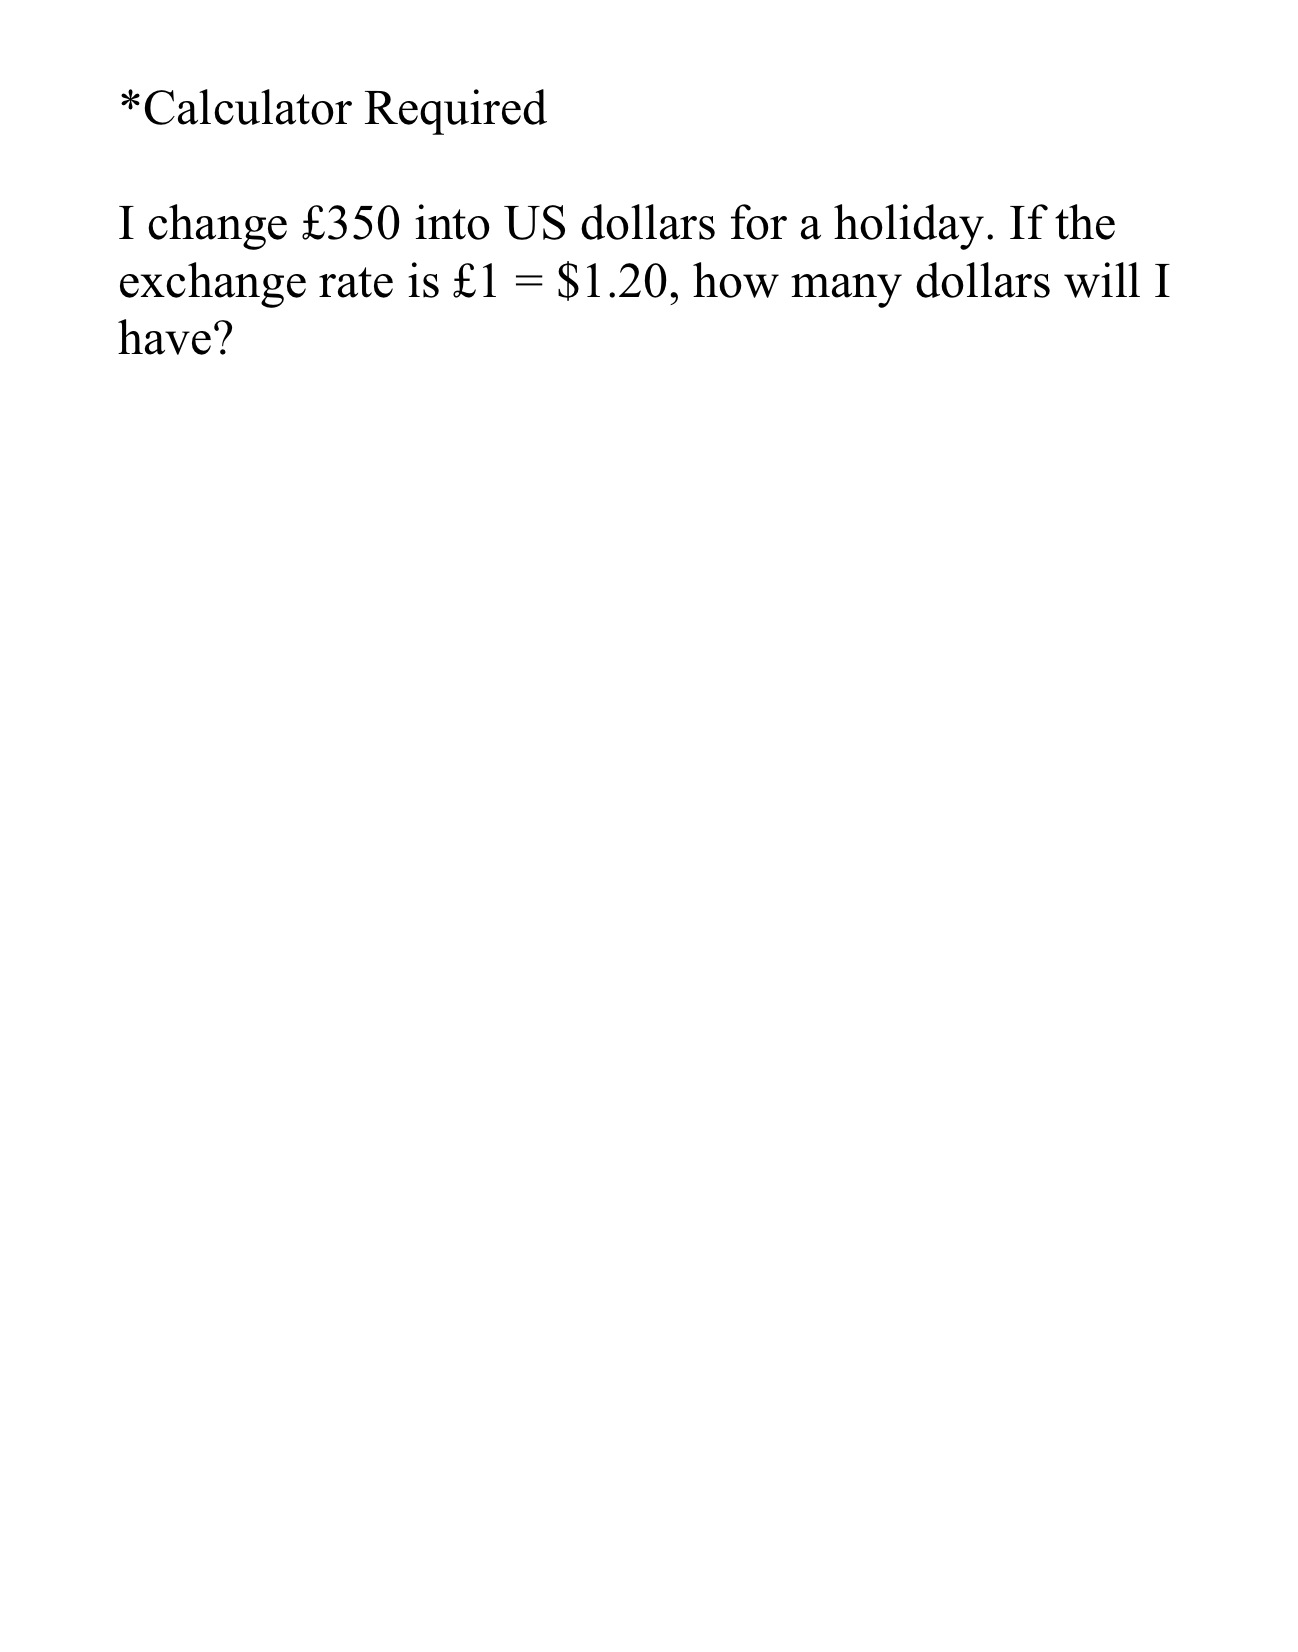 *Calculator Required
I change £350 into US dollars for a holiday. If the
exchange rate is £1 = $1.20, how many dollars will I
have?